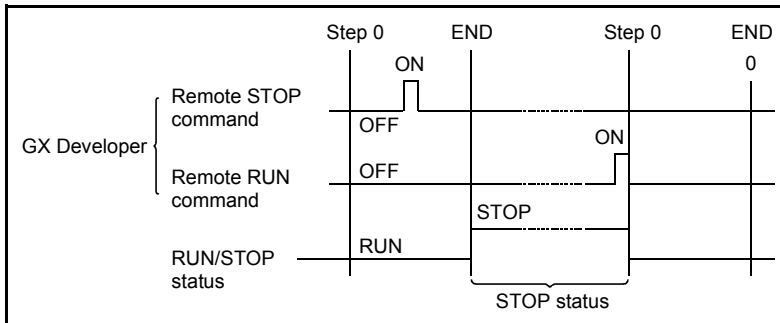 Step 0 END Step 0 END
ON 0
Remote STOP
command
OFF
GX Developer
ON
Remote RUN
command
OFF
STOP
RUN/STOP
status
RUN
STOP status